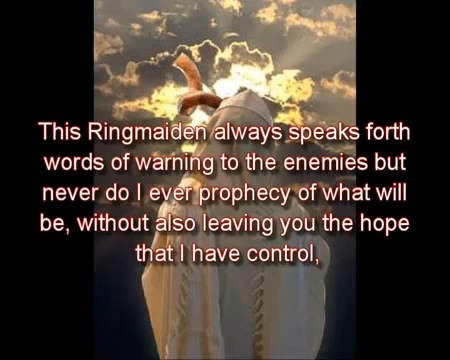 This Ringmaiden always speaks forth
words of warning to the enemies but
never do I ever prophecy of what will
be, without also leaving you the hope
that I have control,